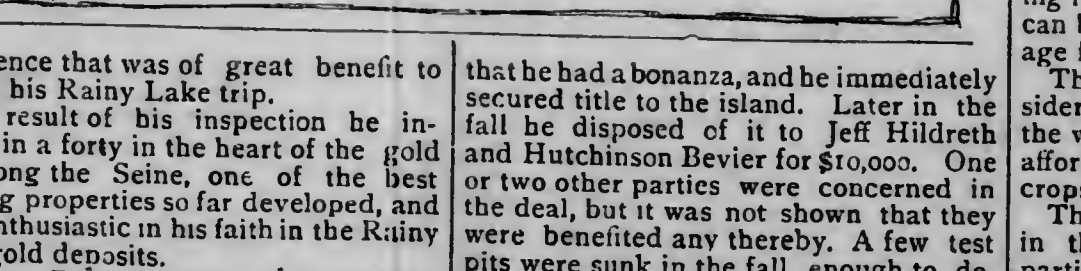 ence that was of great benefit to
his Rainy Lake trip.
result of his inspection he in-
in a forty in the heart of the gold
ong the Seine, one of the best
g properties so far developed, and
nthusiastic in his faith in the Rainy
gold deposits.
that he had a bonanza, and he immediately
secured title to the island. Later in the
fall he disposed of it to Jeff Hildreth
and Hutchinson Bevier for $10,000. One
or two other parties were concerned in
the deal, but it was not shown that they
were benefited any thereby. A few test
pits were sunk in the fall, enough to de
can
age
Th
sider
the
affor
crop
Th
in t
parti